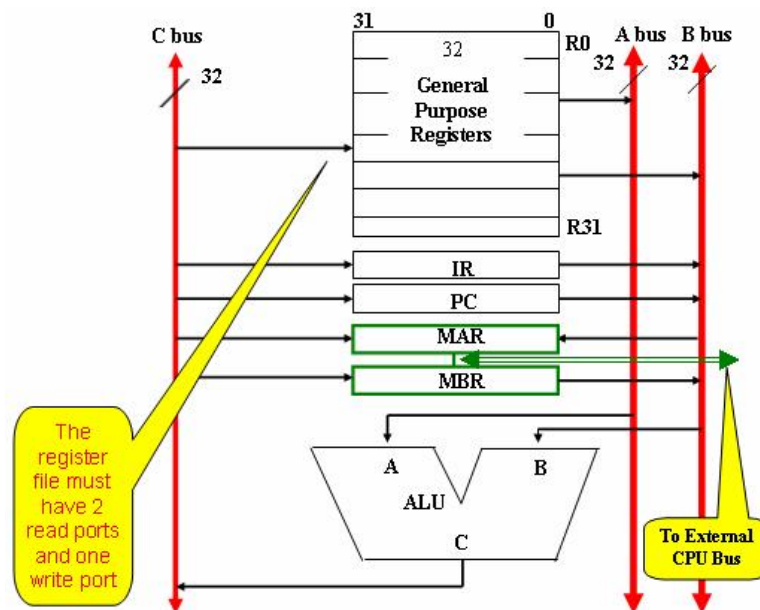 31
0
C bus
32
R0
A bus
B bus
32
32
32
General
Purpose
Registers
R31
IR
PC
MAR
MBR
The
register
file must
have 2
read ports
and one
write port
A
B
ALU
C
To External
CPU Bus